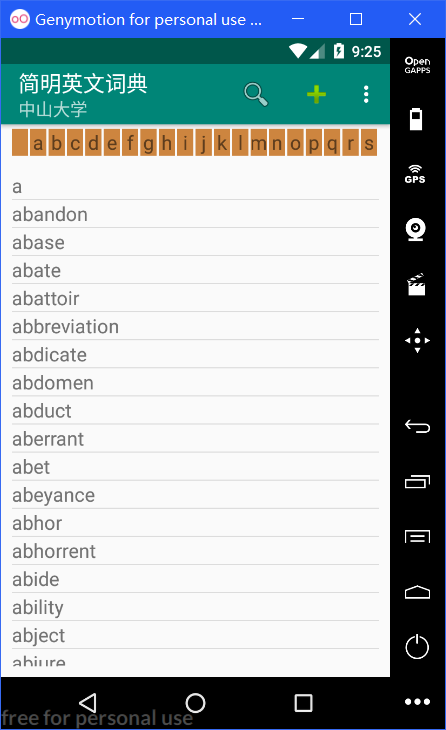 Genymotion for personal use ...
9:25
Open
GAPPS
简明英文词典
中山大学
a b c d e f g h i j k l m n o p q r s
GPS
a
abandon
abase
abate
abattoir
abbreviation
abdicate
abdomen
abduct
aberrant
abet
abeyance
abhor
abhorrent
abide
ability
abject
abjure
free for personal use